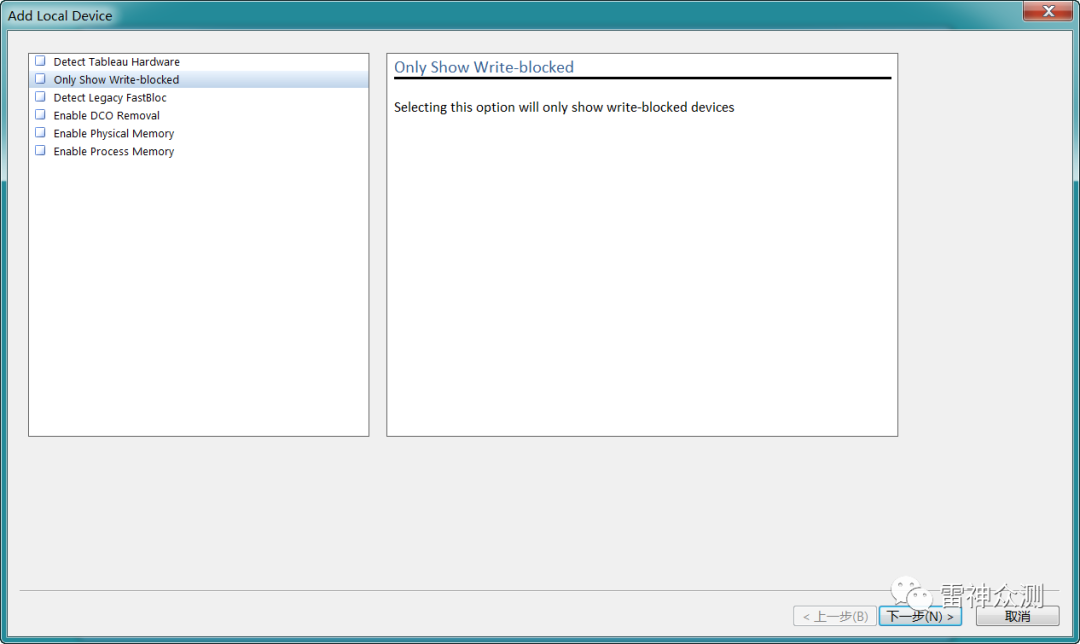 Add Local Device
Detect Tableau Hardware
Only Show Write-blocked
Detect Legacy FastBloc
Enable DCO Removal
Enable Physical Memory
Enable Process Memory
Only Show Write-blocked
Selecting this option will only show write-blocked devices
雷神众测
< 上一步(B)
下一步(N) >
取消